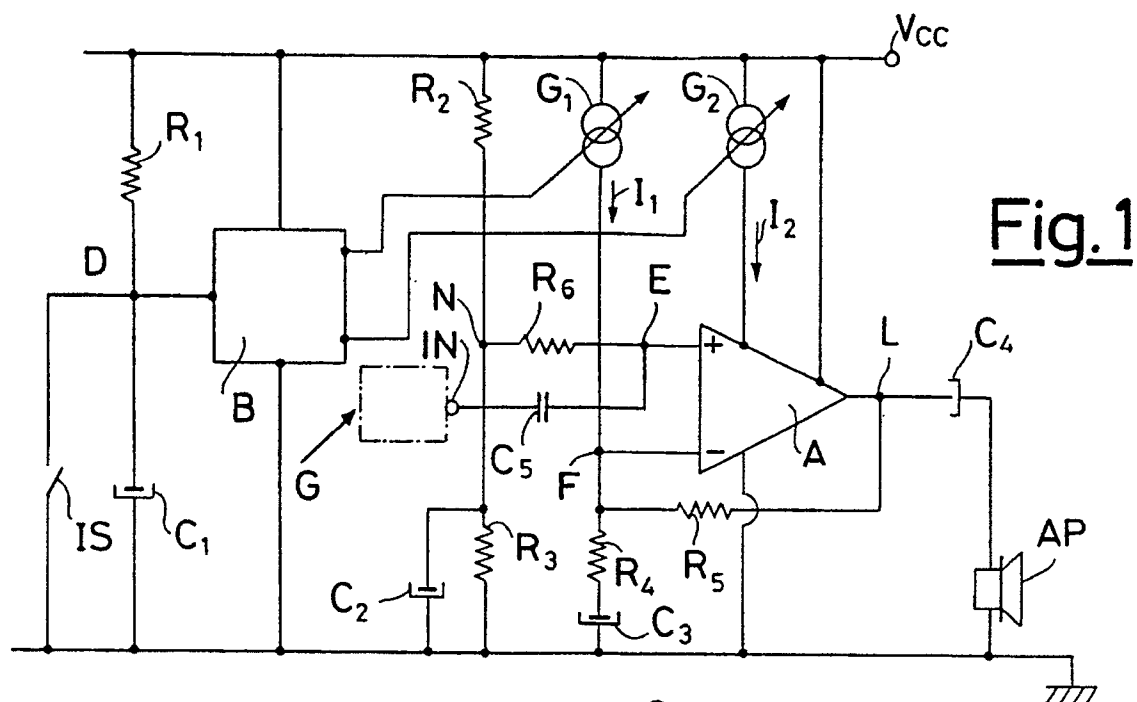 VCC
R2
G1
G2
R1
I1
I2
Fig.1
D
R6
E
N
IN
L
C4
+
B
A
G
C5
F
-
IS
C1
R3
R4
R5
AP
C2
C3